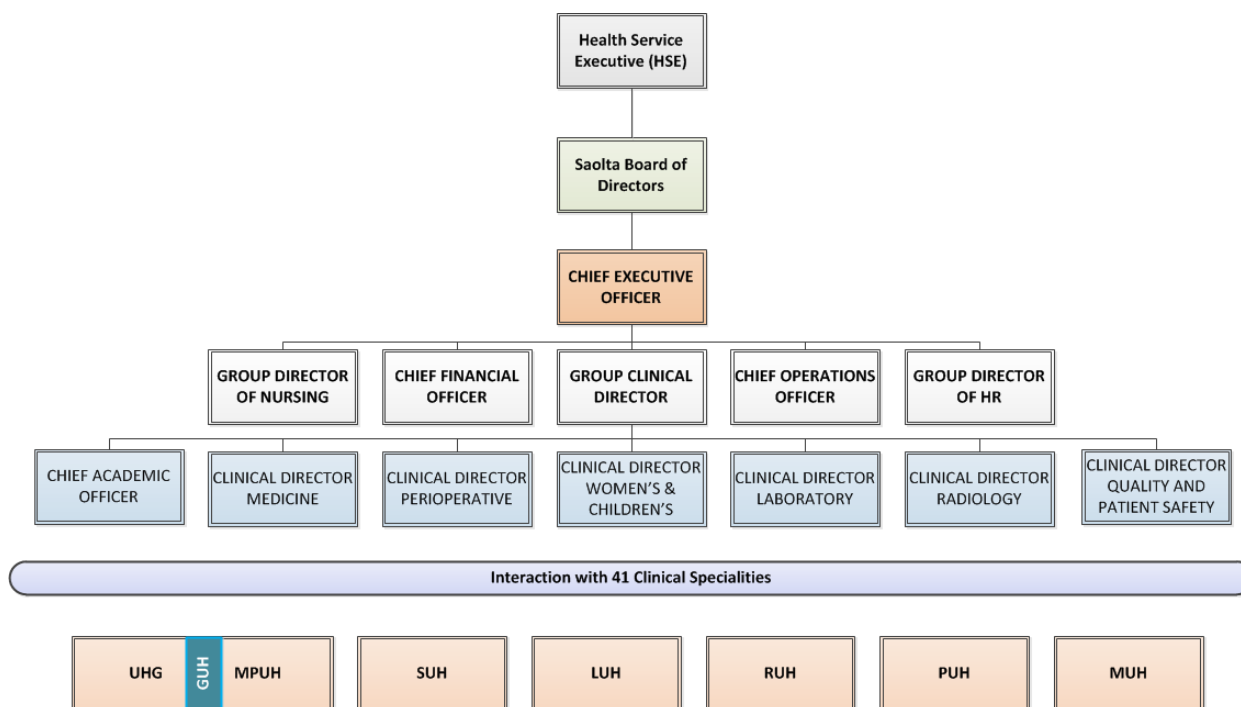 Health Service
Executive (HSE)
Saolta Board of
Directors
CHIEF EXECUTIVE
OFFICER
GROUP DIRECTOR
OF NURSING
CHIEF FINANCIAL
OFFICER
GROUP CLINICAL
DIRECTOR
CHIEF OPERATIONS
OFFICER
GROUP DIRECTOR
OF HR
CHIEF ACADEMIC
OFFICER
CLINICAL DIRECTOR
MEDICINE
CLINICAL DIRECTOR
PERIOPERATIVE
CLINICAL DIRECTOR
WOMEN’S &
CHILDREN’S
CLINICAL DIRECTOR
LABORATORY
CLINICAL DIRECTOR
RADIOLOGY
CLINICAL DIRECTOR
QUALITY AND
PATIENT SAFETY
Interaction with 41 Clinical Specialities
UHG
GUH
MPUH
SUH
LUH
RUH
PUH
MUH